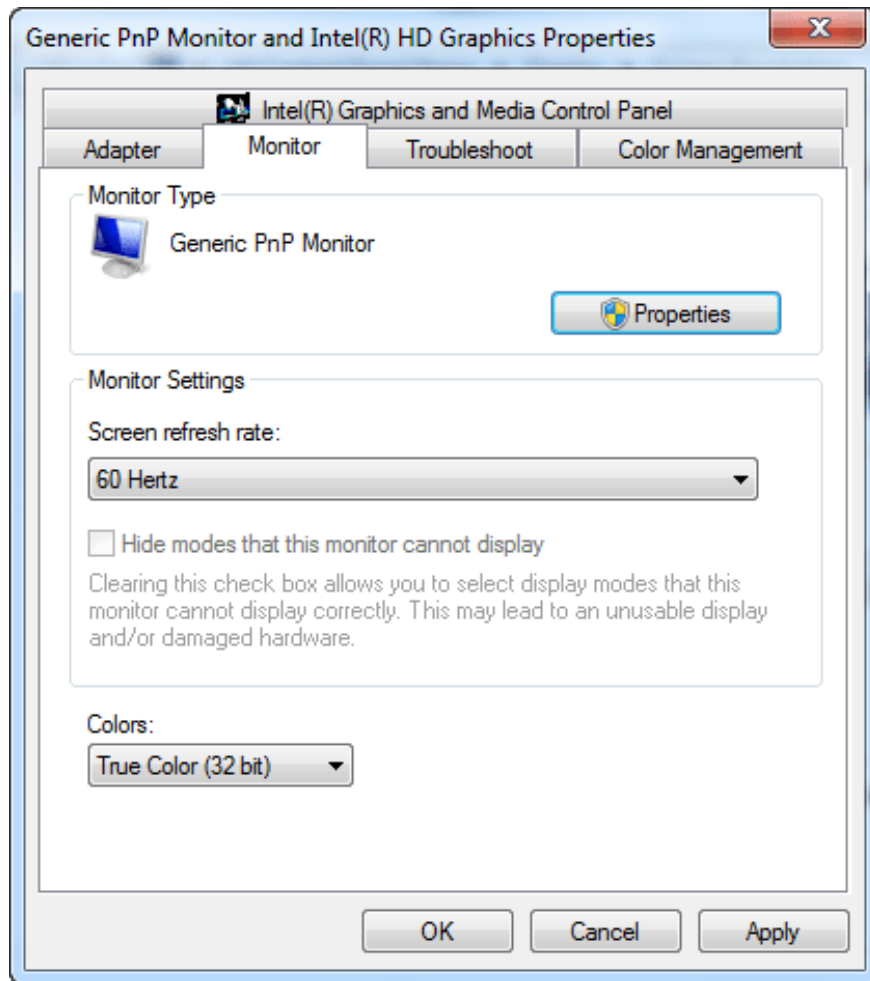 Generic PnP Monitor and Intel(R) HD Graphics Properties
Intel(R) Graphics and Media Control Panel
Adapter Monitor Troubleshoot Color Management
Monitor Type
Generic PnP Monitor
Properties
Monitor Settings
Screen refresh rate:
60 Hertz
Hide modes that this monitor cannot display
Clearing this check box allows you to select display modes that this
monitor cannot display correctly. This may lead to an unusable display
and/or damaged hardware.
Colors:
True Color (32 bit)
OK Cancel Apply